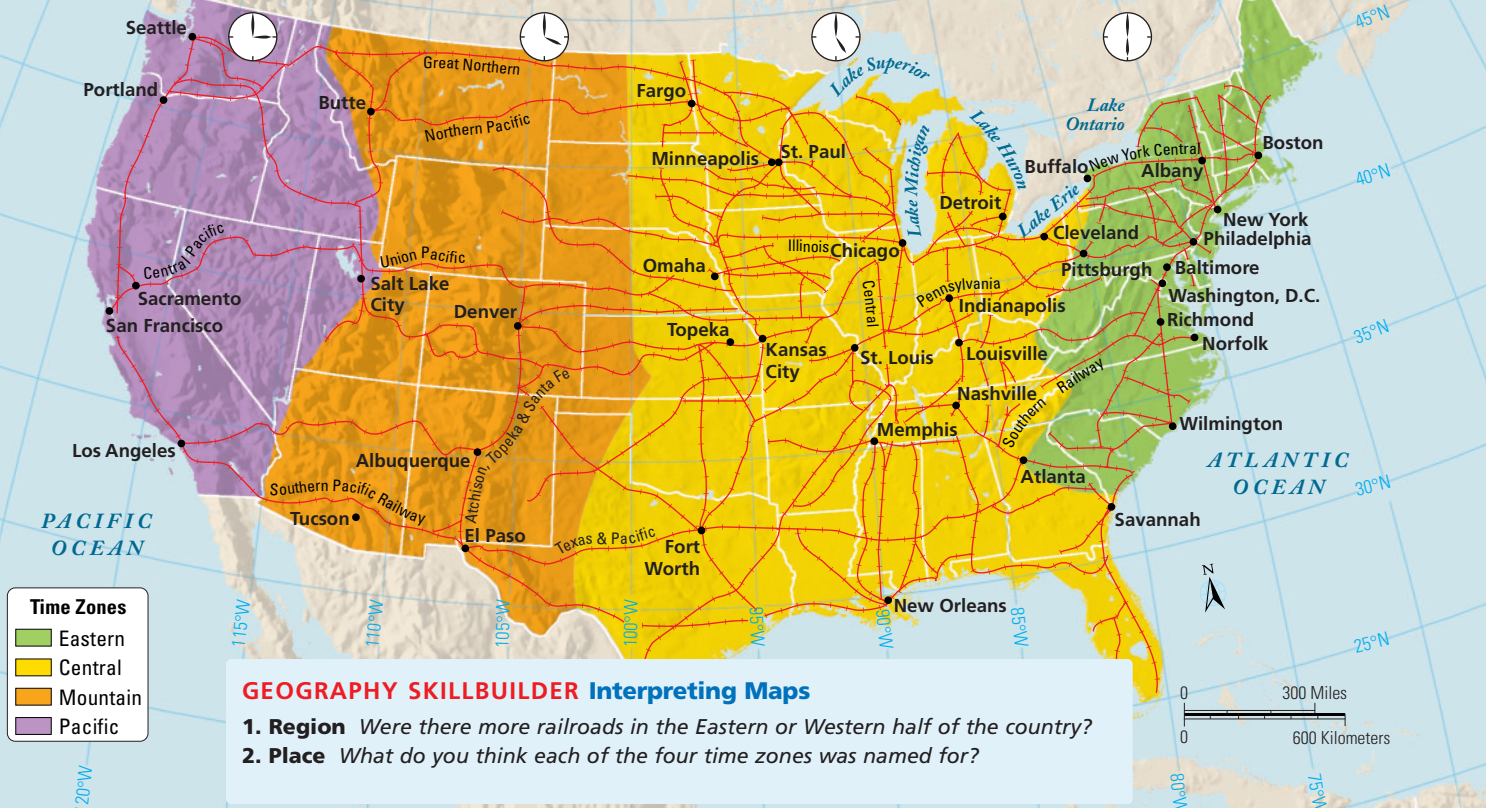 Seattle
Portland
Butte
Great Northern
Northern Pacific
Fargo
Minneapolis
St. Paul
Lake Superior
Lake Michigan
Lake Huron
Lake
Ontario
Lake Erie
Buffalo
New York Central
Albany
Boston
45°N
40°N
Detroit
Cleveland
New York
Philadelphia
Pittsburgh
Baltimore
Washington, D.C.
Richmond
Norfolk
35°N
Central Pacific
Sacramento
San Francisco
Union Pacific
Salt Lake
City
Denver
Omaha
Illinois
Central
Chicago
Pennsylvania
Indianapolis
Topeka
Kansas
City
St. Louis
Louisville
Nashville
Southern Railway
Memphis
Wilmington
Atlanta
Savannah
Los Angeles
Albuquerque
Atchison, Topeka & Santa Fe
Southern Pacific Railway
Tucson
El Paso
Texas & Pacific
Fort
Worth
New Orleans
PACIFIC
OCEAN
ATLANTIC
OCEAN
30°N
25°N
N
115°W
110°W
105°W
100°W
95°W
90°W
85°W
80°W
75°W
20°W
Time Zones
Eastern
Central
Mountain
Pacific
GEOGRAPHY SKILLBUILDER Interpreting Maps
1. Region Were there more railroads in the Eastern or Western half of the country?
2. Place What do you think each of the four time zones was named for?
0 300 Miles
0 600 Kilometers